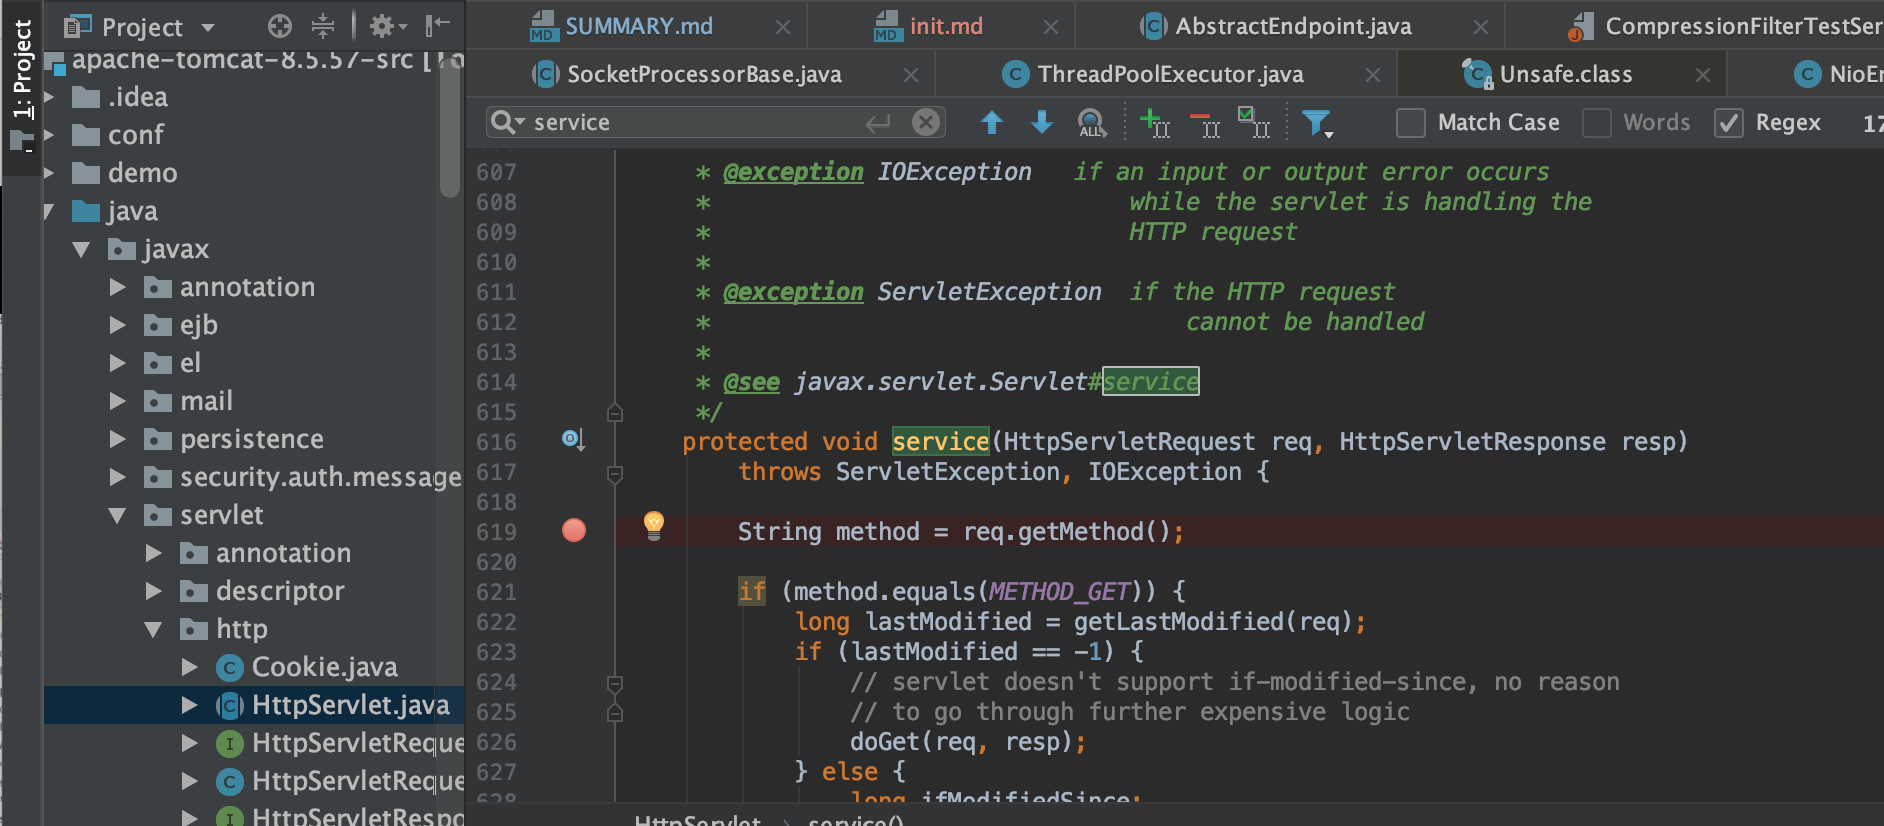 1: Project
Project
apache-tomcat-8.5.57-src [
.idea
conf
demo
java
javax
annotation
ejb
el
mail
persistence
security.auth.message
servlet
annotation
descriptor
http
Cookie.java
HttpServlet.java
HttpServletReque
HttpServletReque
HttpServletRespo
SUMMARY.md
init.md
AbstractEndpoint.java
CompressionFilterTestSer
SocketProcessorBase.java
ThreadPoolExecutor.java
Unsafe.class
NioEn
service
ALL
Match Case
Words
Regex
17
607 * @exception IOException if an input or output error occurs
608 * while the servlet is handling the
609 * HTTP request
610 *
611 * @exception ServletException if the HTTP request
612 * cannot be handled
613 *
614 * @see javax.servlet.Servlet#service
615 */
616 protected void service(HttpServletRequest req, HttpServletResponse resp)
617 throws ServletException, IOException {
618
619 String method = req.getMethod();
620
621 if (method.equals(METHOD_GET)) {
622 long lastModified = getLastModified(req);
623 if (lastModified == -1) {
624 // servlet doesn't support if-modified-since, no reason
625 // to go through further expensive logic
626 doGet(req, resp);
627 } else {
628 long ifModifiedSince;
HttpServlet > service()